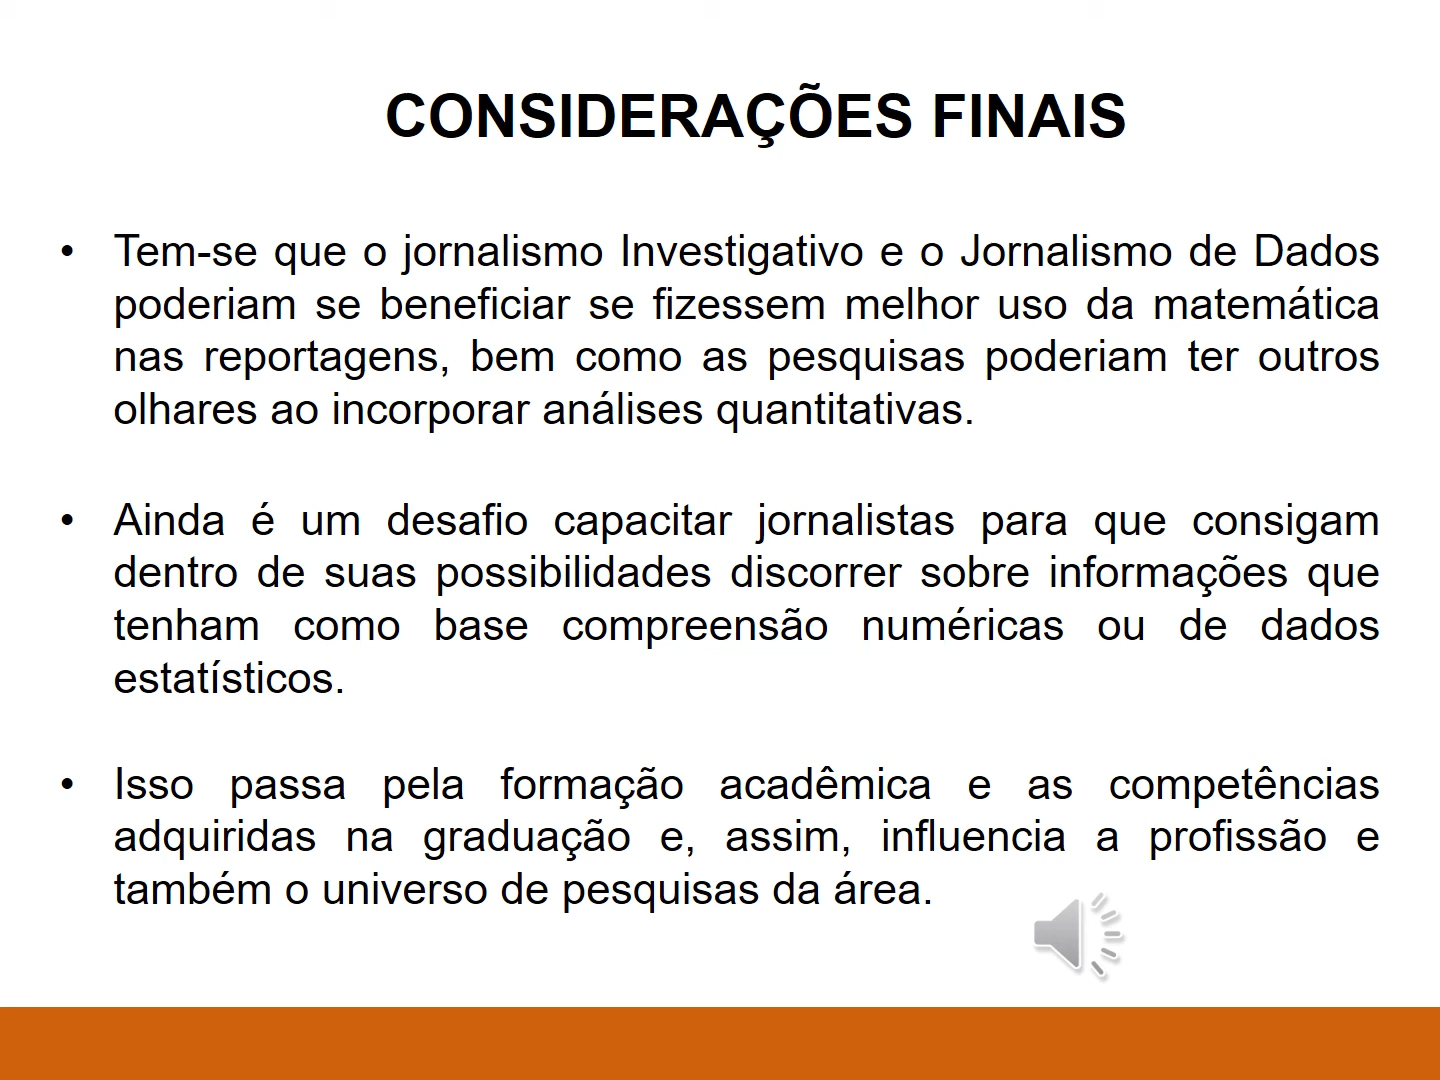 CONSIDERAÇÕES FINAIS
• Tem-se que o jornalismo Investigativo e o Jornalismo de Dados
poderiam se beneficiar se fizessem melhor uso da matemática
nas reportagens, bem como as pesquisas poderiam ter outros
olhares ao incorporar análises quantitativas.
• Ainda é um desafio capacitar jornalistas para que consigam
dentro de suas possibilidades discorrer sobre informações que
tenham como base compreensão numéricas ou de dados
estatísticos.
• Isso passa pela formação acadêmica e as competências
adquiridas na graduação e, assim, influencia a profissão e
também o universo de pesquisas da área.